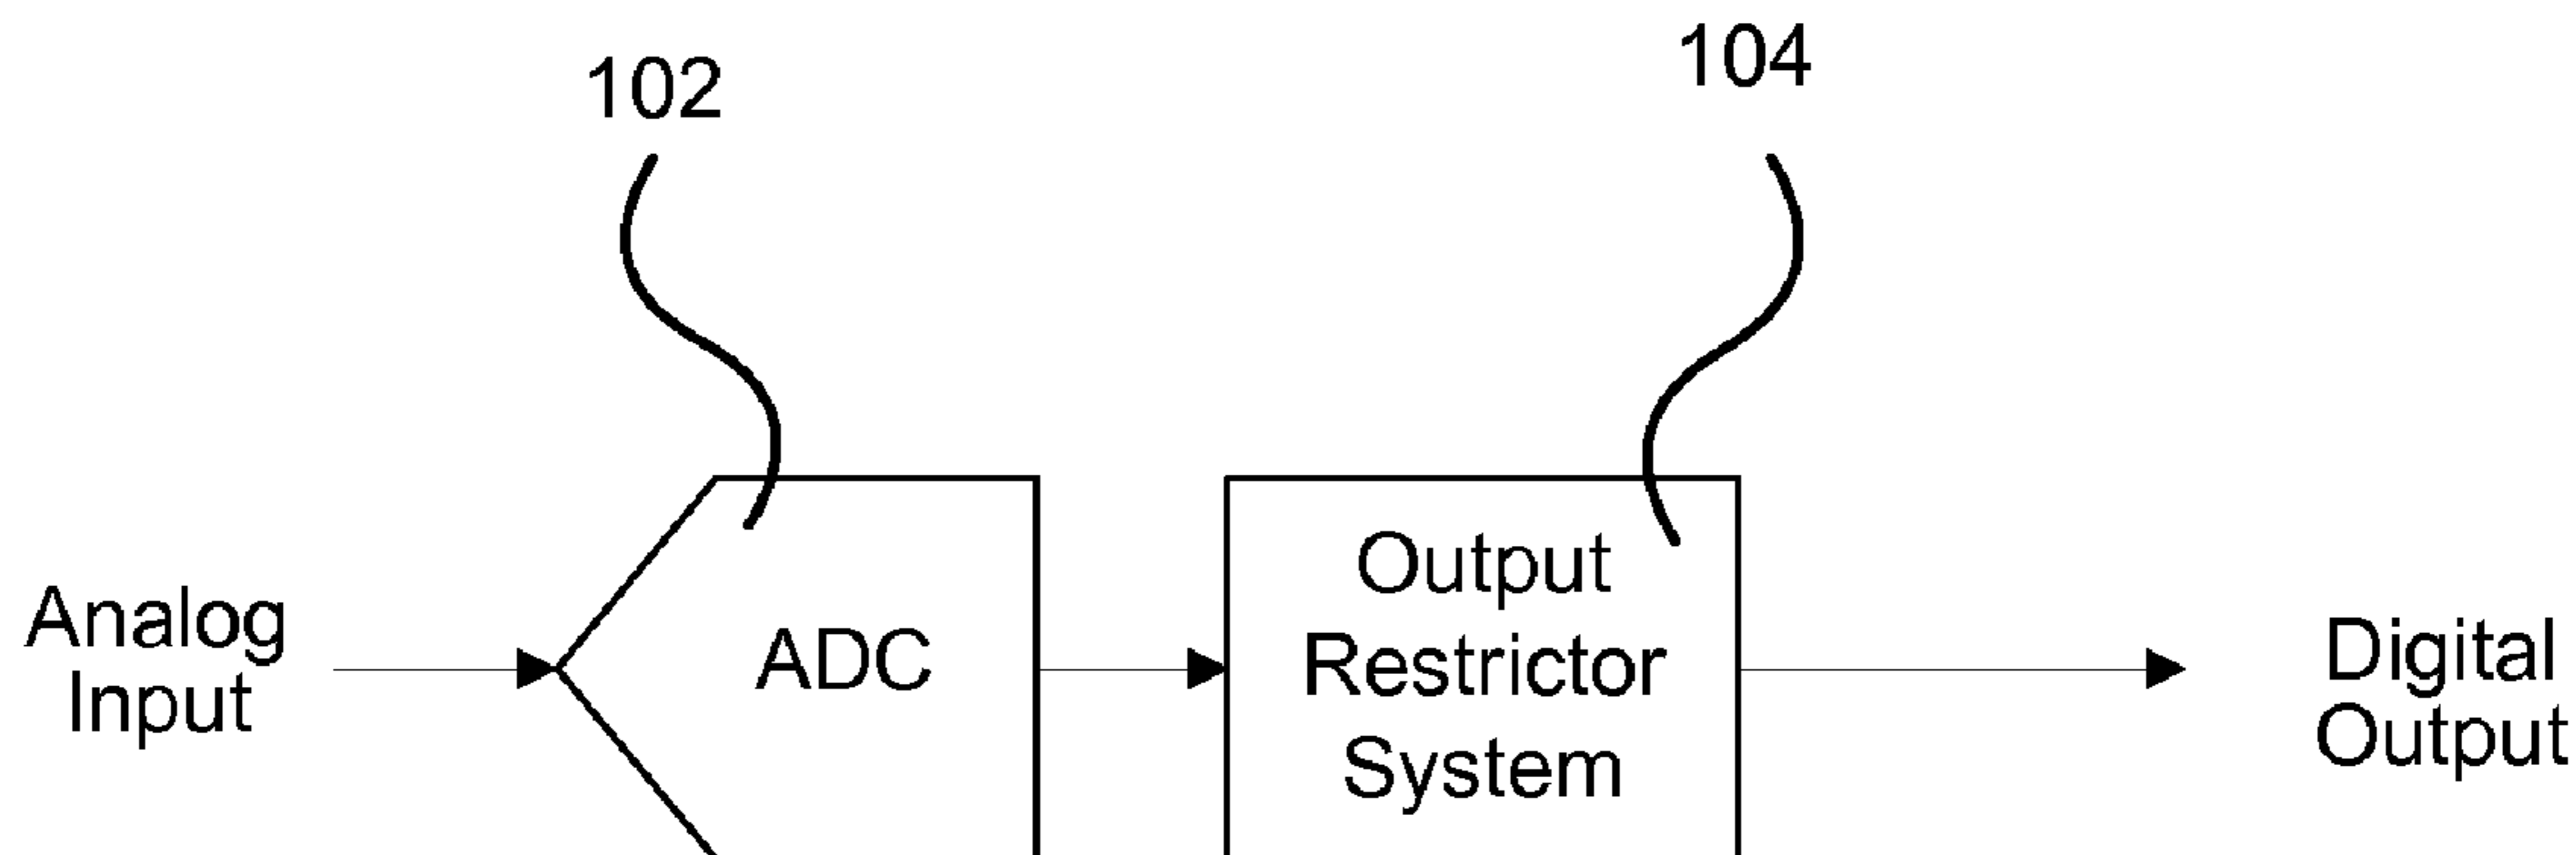 102
104
Analog
Input
ADC
Output
Restrictor
System
Digital
Output